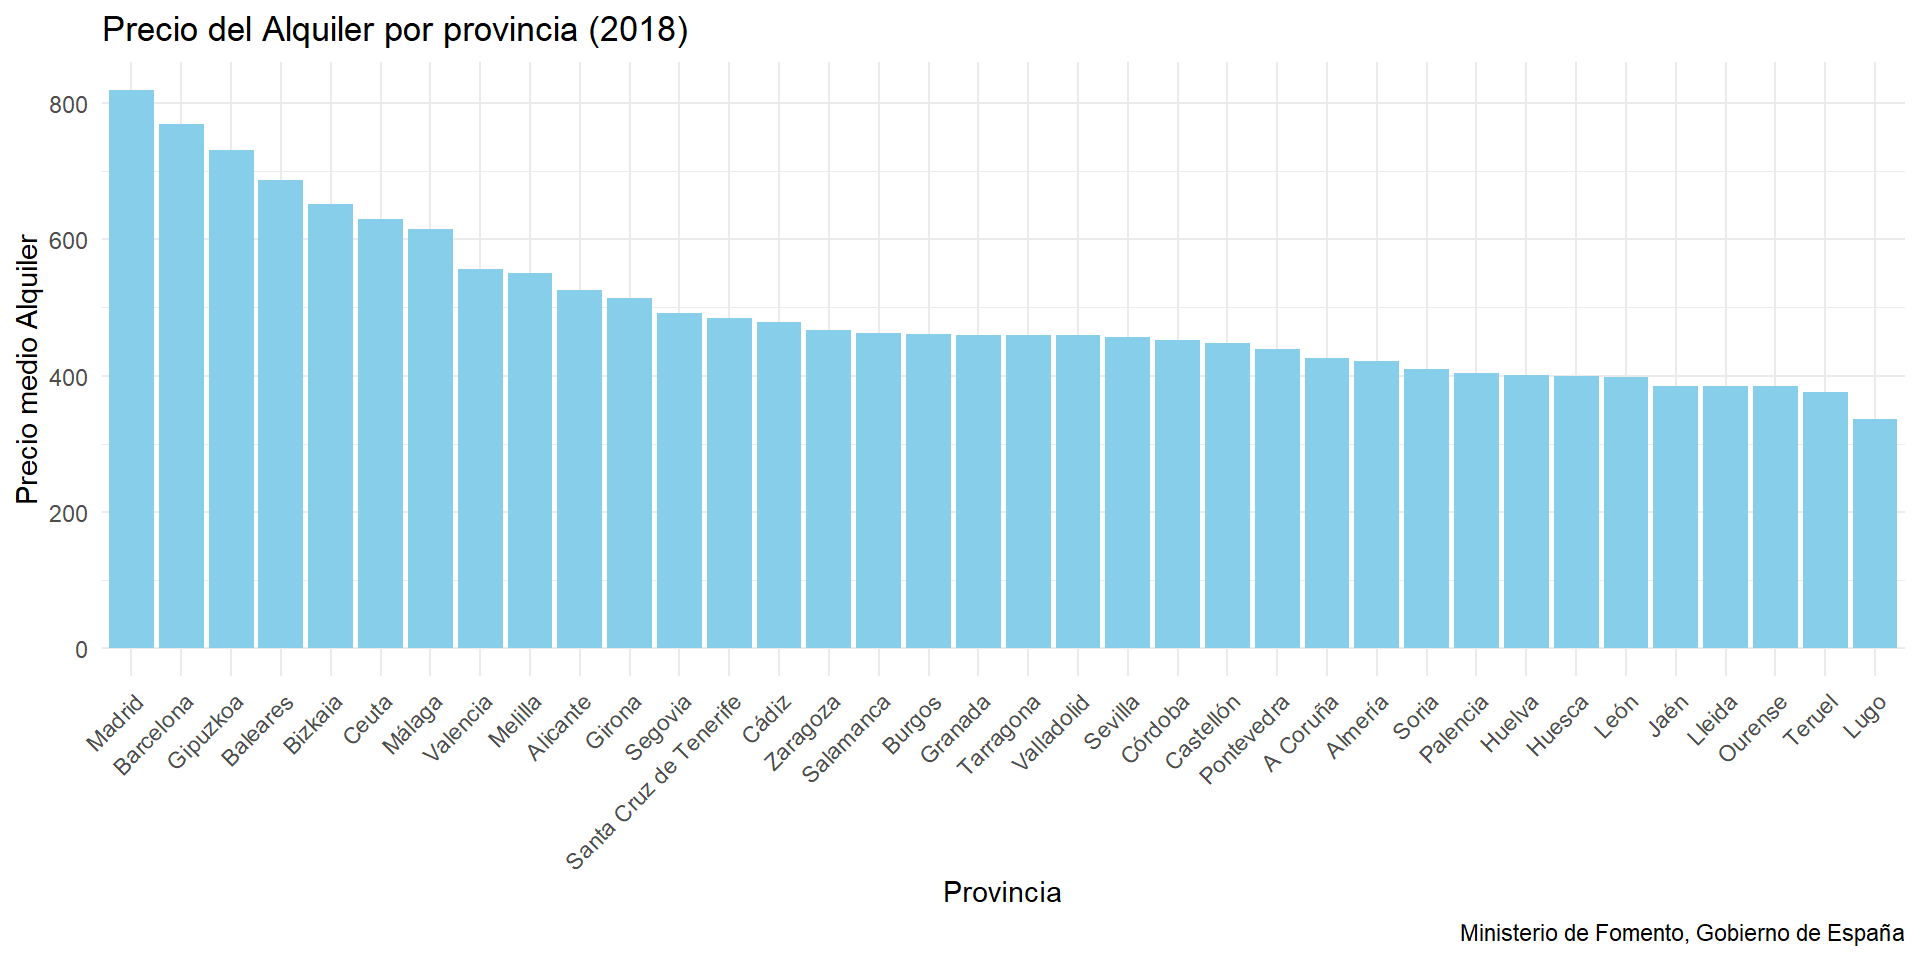 Precio del Alquiler por provincia (2018)
Precio medio Alquiler
800
600
400
200
0
Madrid
Barcelona
Gipuzkoa
Baleares
Bizkaia
Ceuta
Málaga
Valencia
Melilla
Alicante
Girona
Segovia
Santa Cruz de Tenerife
Cádiz
Zaragoza
Salamanca
Burgos
Granada
Tarragona
Valladolid
Sevilla
Córdoba
Castellón
Pontevedra
A Coruña
Almería
Soria
Palencia
Huelva
Huesca
León
Jaén
Lleida
Ourense
Teruel
Lugo
Provincia
Ministerio de Fomento, Gobierno de España